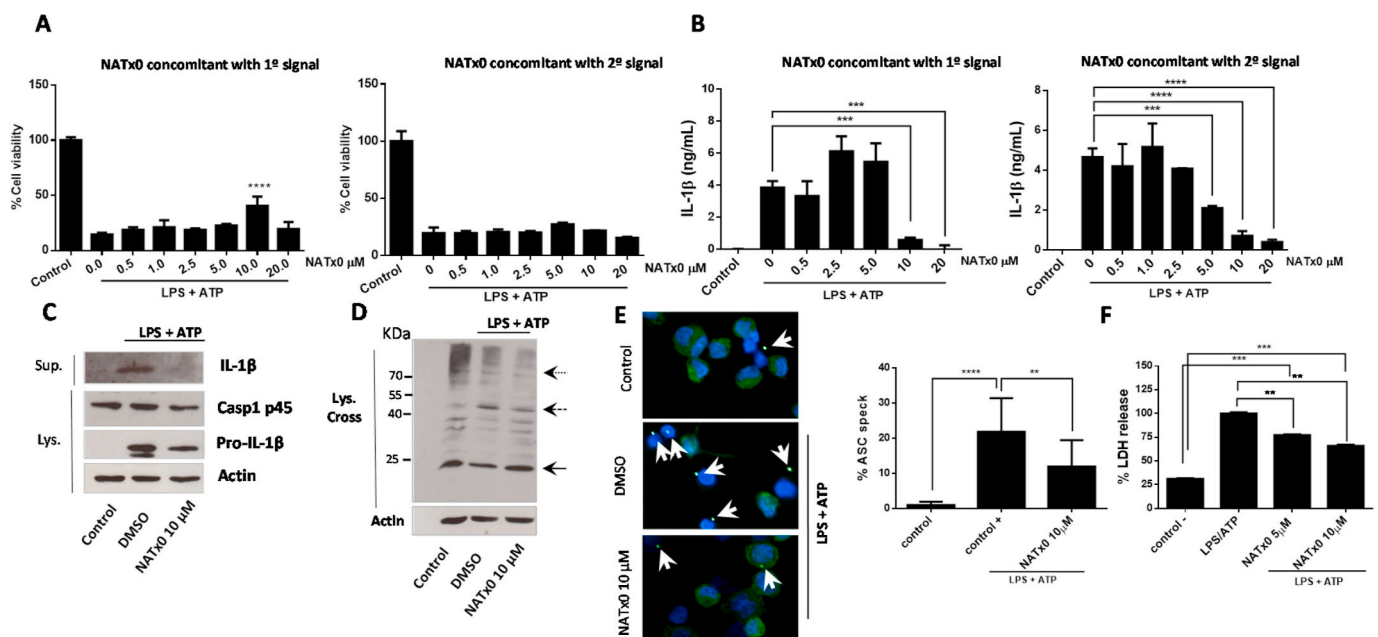 A
NATx0 concomitant with 1º signal
% Cell viability
150
100
50
0
Control
0.0
0.5
1.0
2.5
5.0
10.0
20.0
NATx0 µM
LPS + ATP
****
NATx0 concomitant with 2º signal
% Cell viability
150
100
50
0
Control
0
0.5
1.0
2.5
5.0
10
20
NATx0 µM
LPS + ATP
B
NATx0 concomitant with 1º signal
IL-1β (ng/mL)
10
8
6
4
2
0
***
***
Control
0
0.5
2.5
5.0
10
20
NATx0 µM
LPS + ATP
NATx0 concomitant with 2º signal
IL-1β (ng/mL)
8
6
4
2
0
****
****
***
Control
0
0.5
1.0
2.5
5.0
10
20
NATx0 µM
LPS + ATP
C
LPS + ATP
Sup.
IL-1β
Lys.
Casp1 p45
Pro-IL-1β
Actin
Control
DMSO
NATx0 10 µM
D
KDa
LPS + ATP
70
55
40
25
Lys.
Cross
Actin
Control
DMSO
NATx0 10 µM
E
Control
DMSO
NATx0 10 µM
LPS + ATP
% ASC speck
40
30
20
10
0
****
**
control
control +
NATx0 10µM
LPS + ATP
F
% LDH release
150
125
100
75
50
25
0
***
***
**
**
control -
LPS/ATP
NATx0 5µM
NATx0 10µM
LPS + ATP